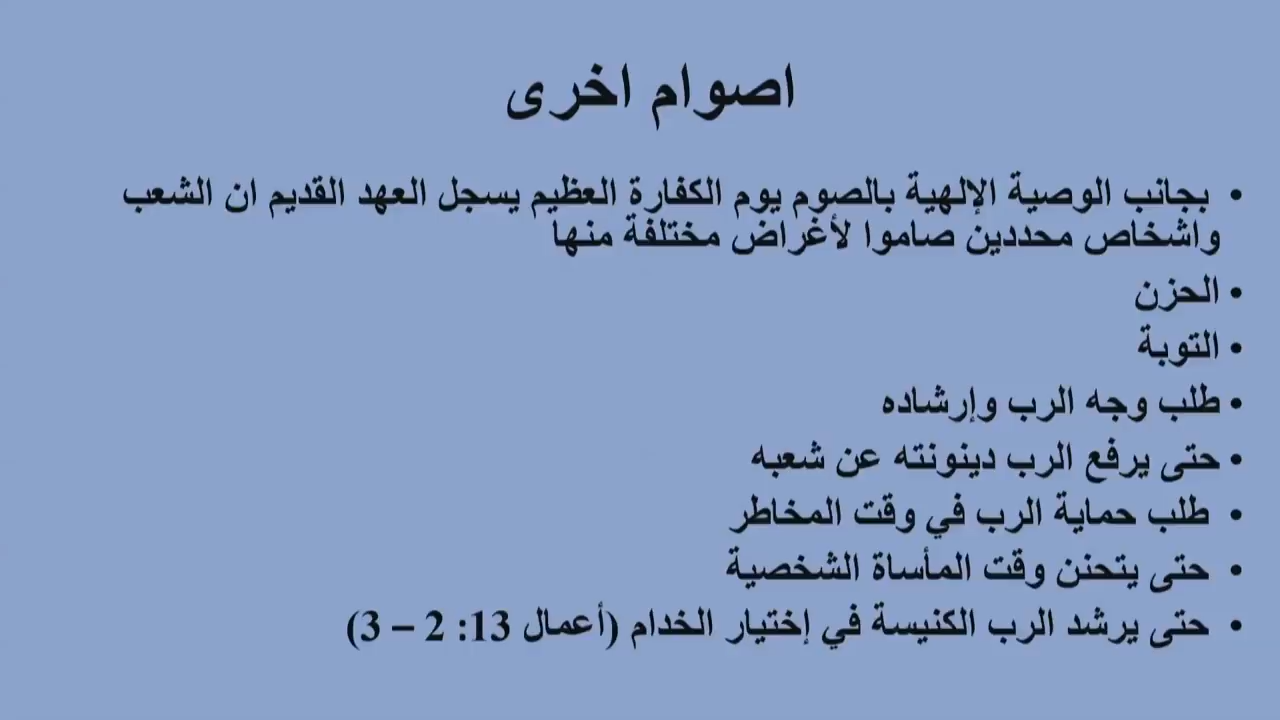 اصوام اخرى
• بجانب الوصية الإلهية بالصوم يوم الكفارة العظيم يسجل العهد القديم ان الشعب
واشخاص محددين صاموا لأغراض مختلفة منها
• الحزن
• التوبة
• طلب وجه الرب وإرشاده
• حتى يرفع الرب دينونته عن شعبه
• طلب حماية الرب في وقت المخاطر
• حتى يتحنن وقت المأساة الشخصية
• حتى يرشد الرب الكنيسة في إختيار الخدام (أعمال 13: 2 – 3)